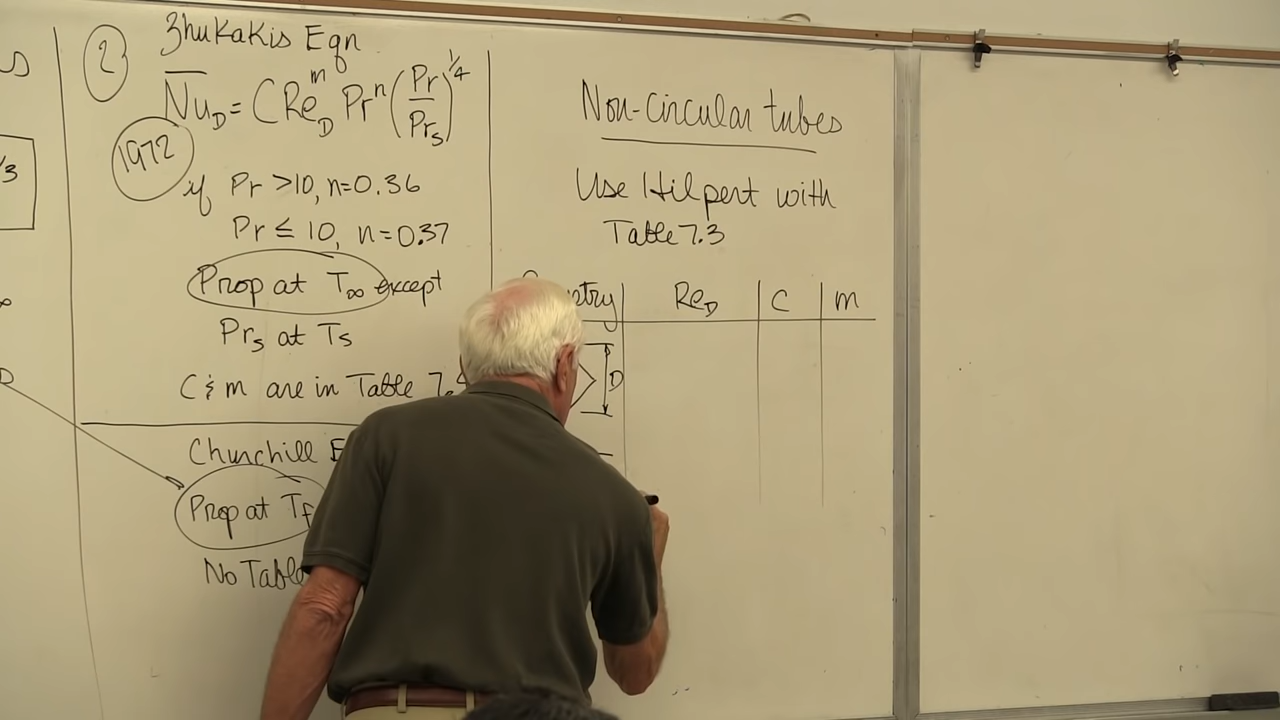 2
Zhukakis Eqn
Nu_D = C Re_D^m Pr^n (Pr/Pr_s)^1/4
1972
if Pr >10, n=0.36
Pr ≤ 10, n=0.37
Prop at T∞ except
Pr_s at Ts
C & m are in Table
Churchill
Prop at T_f
No Table
Non-circular tubes
Use Hilpert with
Table 7.3
Re_D C m
D